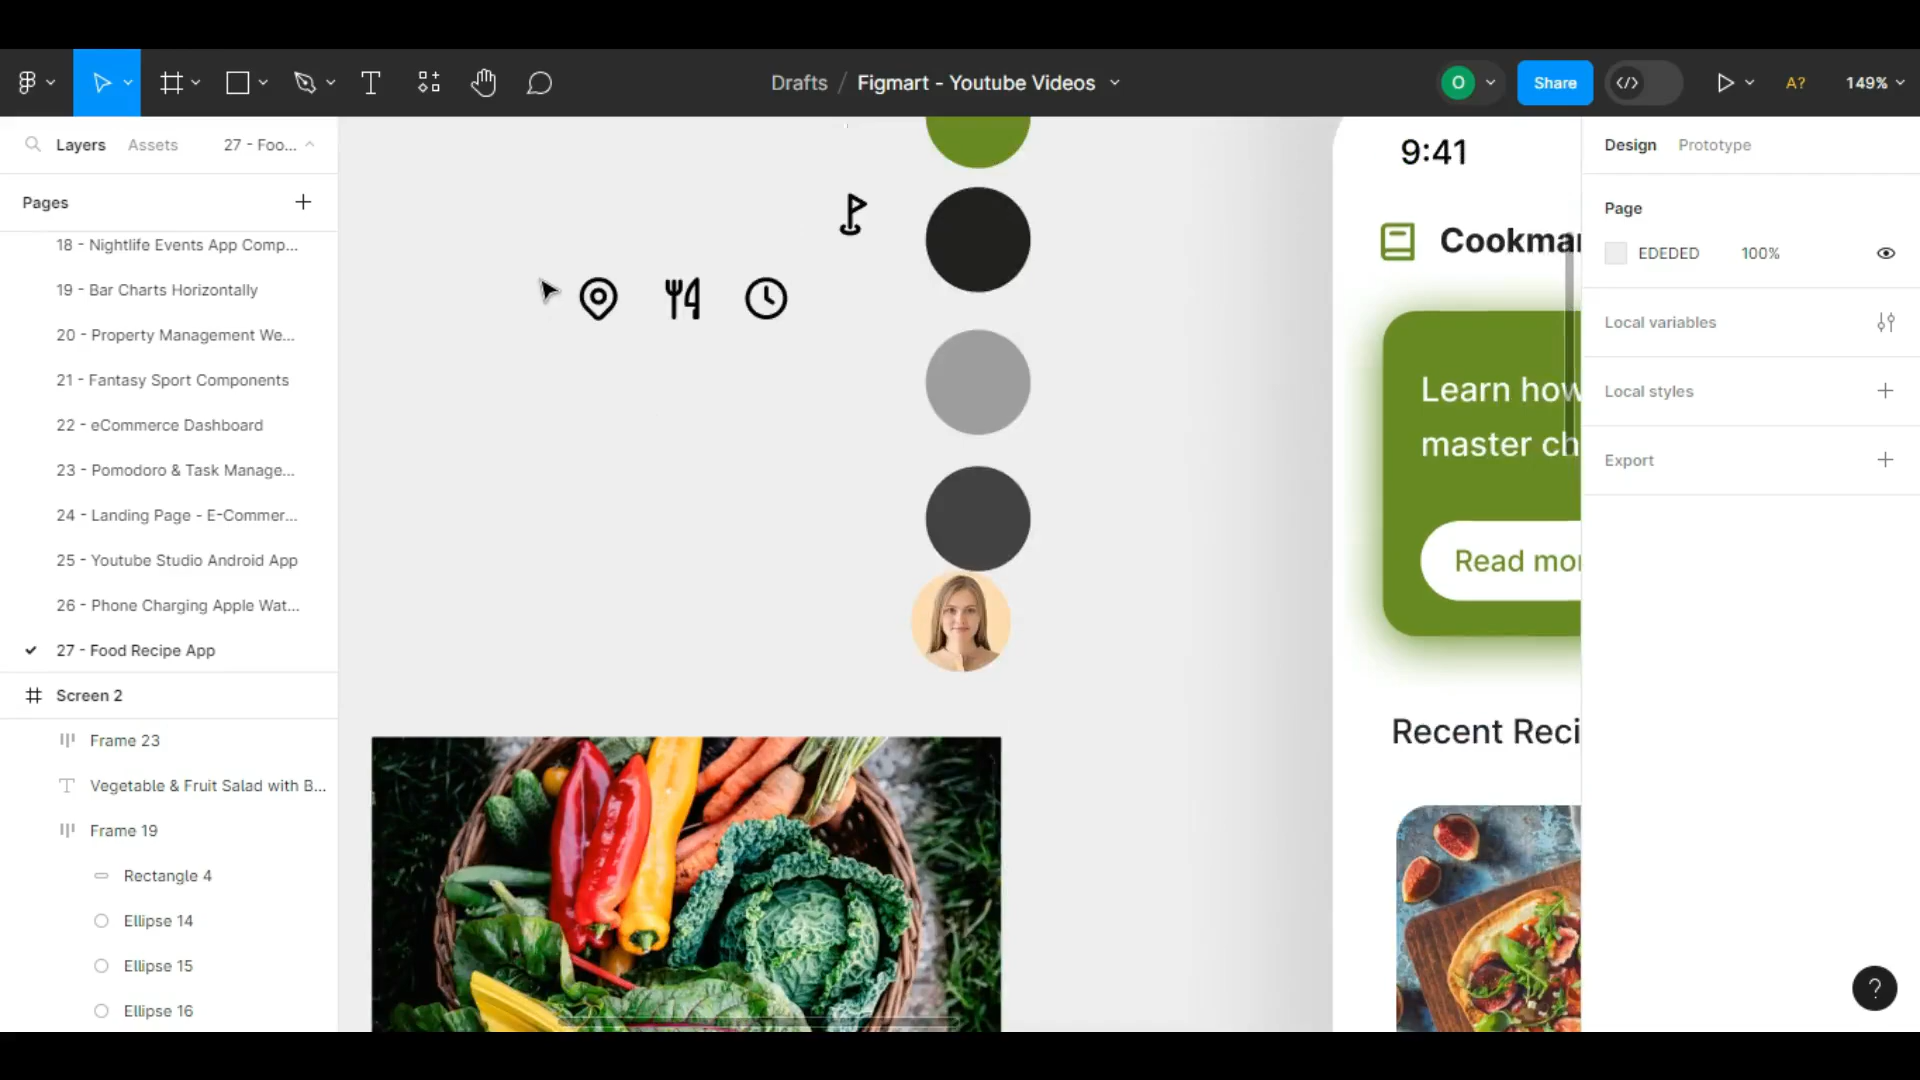 Drafts / Figmart - Youtube Videos
O
Share
A?
149%
Layers
Assets
27 - Foo...
Pages
18 - Nightlife Events App Comp...
19 - Bar Charts Horizontally
20 - Property Management We...
21 - Fantasy Sport Components
22 - eCommerce Dashboard
23 - Pomodoro & Task Manage...
24 - Landing Page - E-Commer...
25 - Youtube Studio Android App
26 - Phone Charging Apple Wat...
27 - Food Recipe App
Screen 2
Frame 23
Vegetable & Fruit Salad with B...
Frame 19
Rectangle 4
Ellipse 14
Ellipse 15
Ellipse 16
9:41
Cookma
Learn how
master ch
Read mo
Recent Reci
Design
Prototype
Page
EDEDED
100%
Local variables
Local styles
Export
?